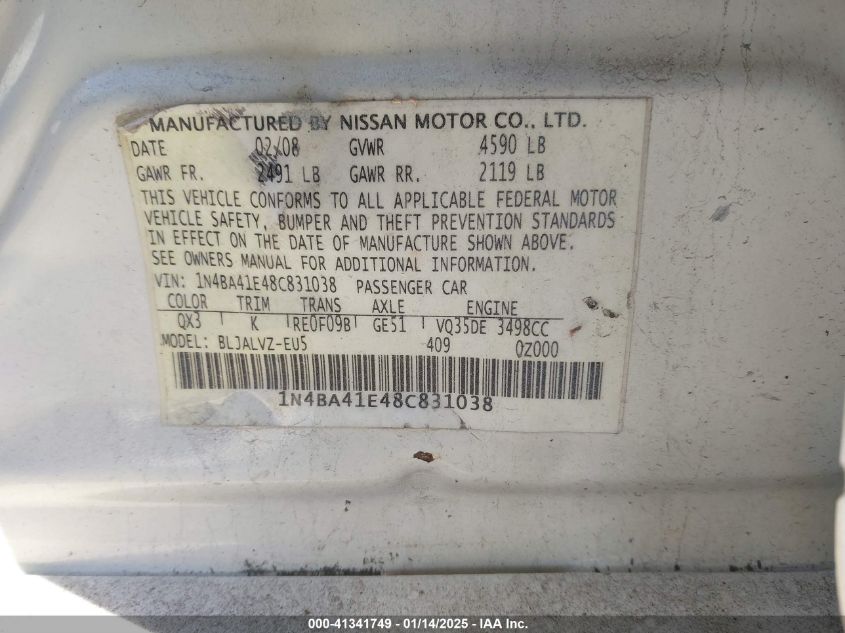 MANUFACTURED BY NISSAN MOTOR CO., LTD.
DATE 02/08 GVWR 4590 LB
GAWR FR. 2491 LB GAWR RR. 2119 LB
THIS VEHICLE CONFORMS TO ALL APPLICABLE FEDERAL MOTOR
VEHICLE SAFETY, BUMPER AND THEFT PREVENTION STANDARDS
IN EFFECT ON THE DATE OF MANUFACTURE SHOWN ABOVE.
SEE OWNERS MANUAL FOR ADDITIONAL INFORMATION.
VIN: 1N4BA41E48C831038 PASSENGER CAR
COLOR TRIM TRANS AXLE ENGINE
QX3 K RE0F09B GE51 VQ35DE 3498CC
MODEL: BLJALVZ-EU5 409 0Z000
1N4BA41E48C831038
000-41341749 — 01/14/2025 — IAA Inc.